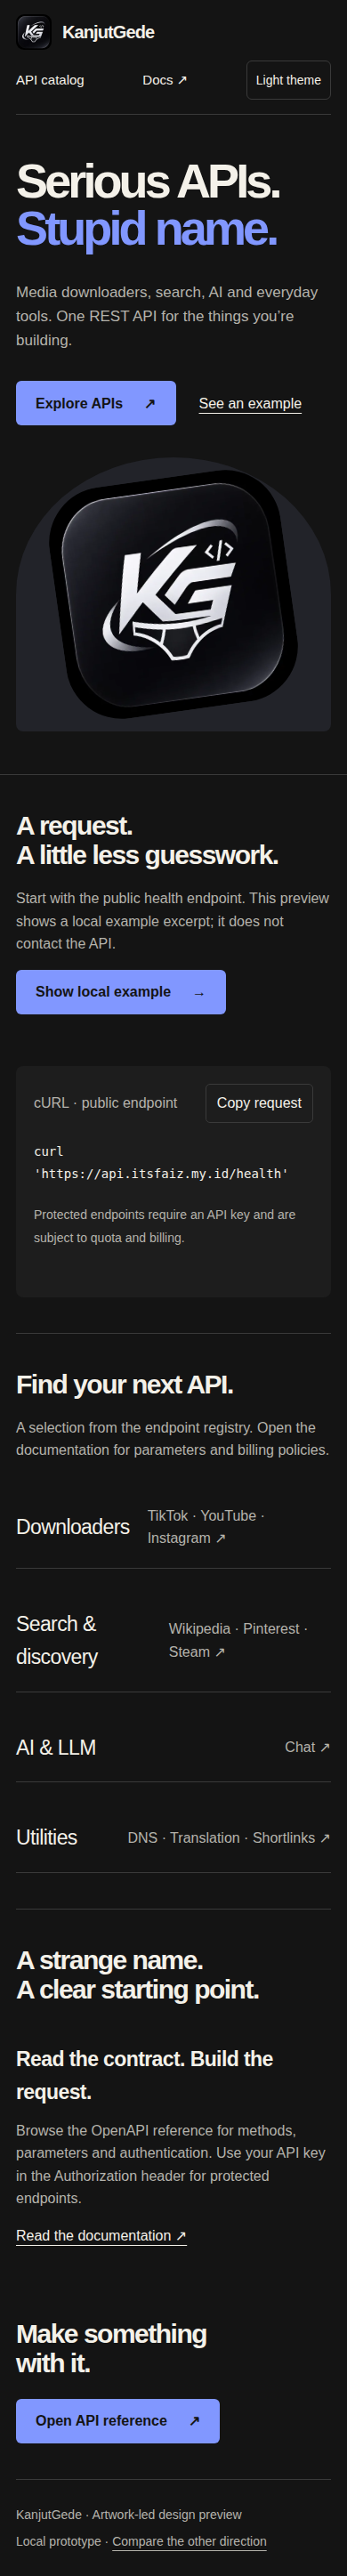 KG
KanjutGede
API catalog
Docs ↗
Light theme
Serious APIs.
Stupid name.
Media downloaders, search, AI and everyday
tools. One REST API for the things you’re
building.
Explore APIs ↗
See an example
KG
</>
A request.
A little less guesswork.
Start with the public health endpoint. This preview
shows a local example excerpt; it does not
contact the API.
Show local example →
cURL · public endpoint
Copy request
curl
'https://api.itsfaiz.my.id/health'
Protected endpoints require an API key and are
subject to quota and billing.
Find your next API.
A selection from the endpoint registry. Open the
documentation for parameters and billing policies.
Downloaders
TikTok · YouTube ·
Instagram ↗
Search &
discovery
Wikipedia · Pinterest ·
Steam ↗
AI & LLM
Chat ↗
Utilities
DNS · Translation · Shortlinks ↗
A strange name.
A clear starting point.
Read the contract. Build the
request.
Browse the OpenAPI reference for methods,
parameters and authentication. Use your API key
in the Authorization header for protected
endpoints.
Read the documentation ↗
Make something
with it.
Open API reference ↗
KanjutGede · Artwork-led design preview
Local prototype · Compare the other direction